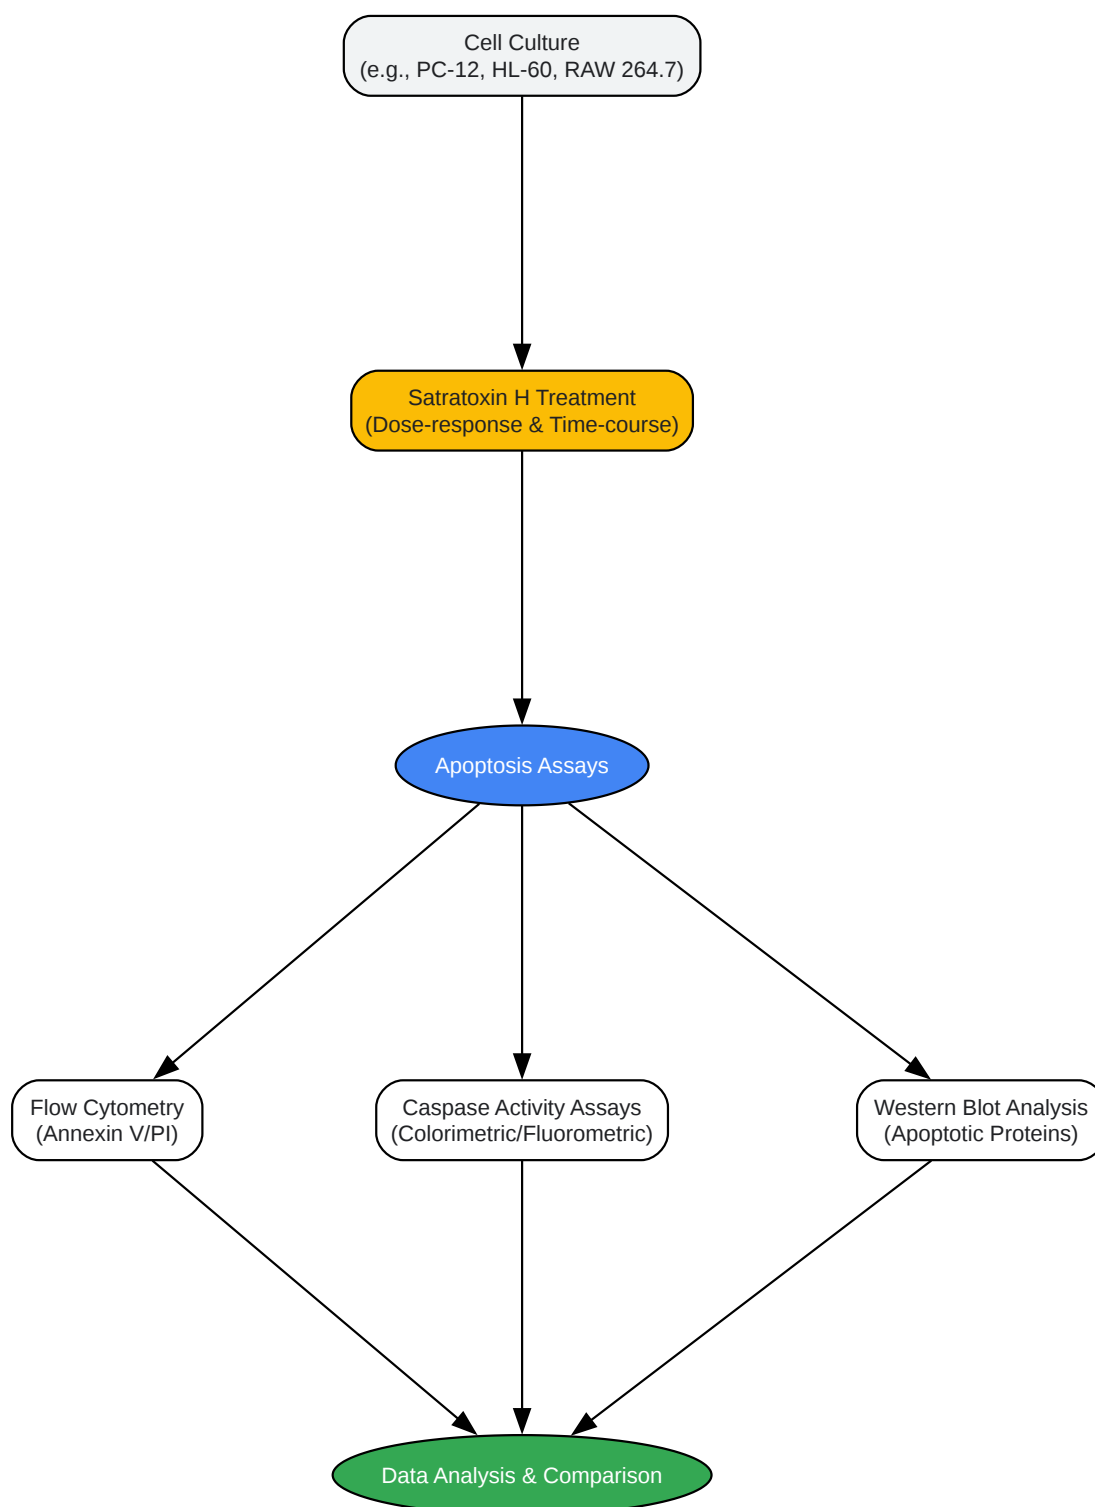 Cell Culture
(e.g., PC-12, HL-60, RAW 264.7)
Satratoxin H Treatment
(Dose-response & Time-course)
Apoptosis Assays
Flow Cytometry
(Annexin V/PI)
Caspase Activity Assays
(Colorimetric/Fluorometric)
Western Blot Analysis
(Apoptotic Proteins)
Data Analysis & Comparison